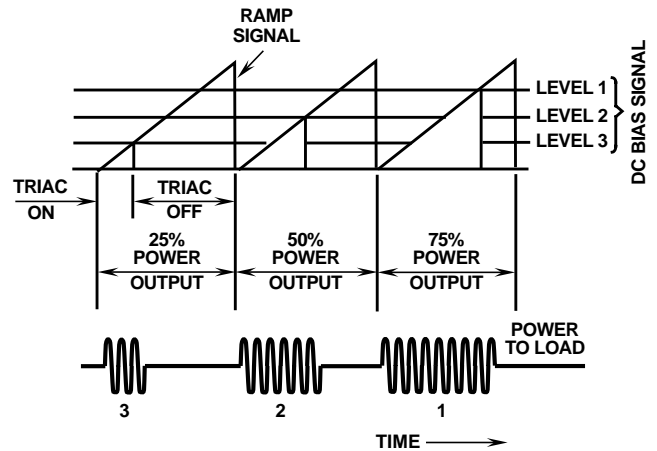 RAMP
SIGNAL
LEVEL 1
LEVEL 2
LEVEL 3
DC BIAS SIGNAL
TRIAC
ON
TRIAC
OFF
25%
POWER
OUTPUT
50%
POWER
OUTPUT
75%
POWER
OUTPUT
POWER
TO LOAD
3
2
1
TIME